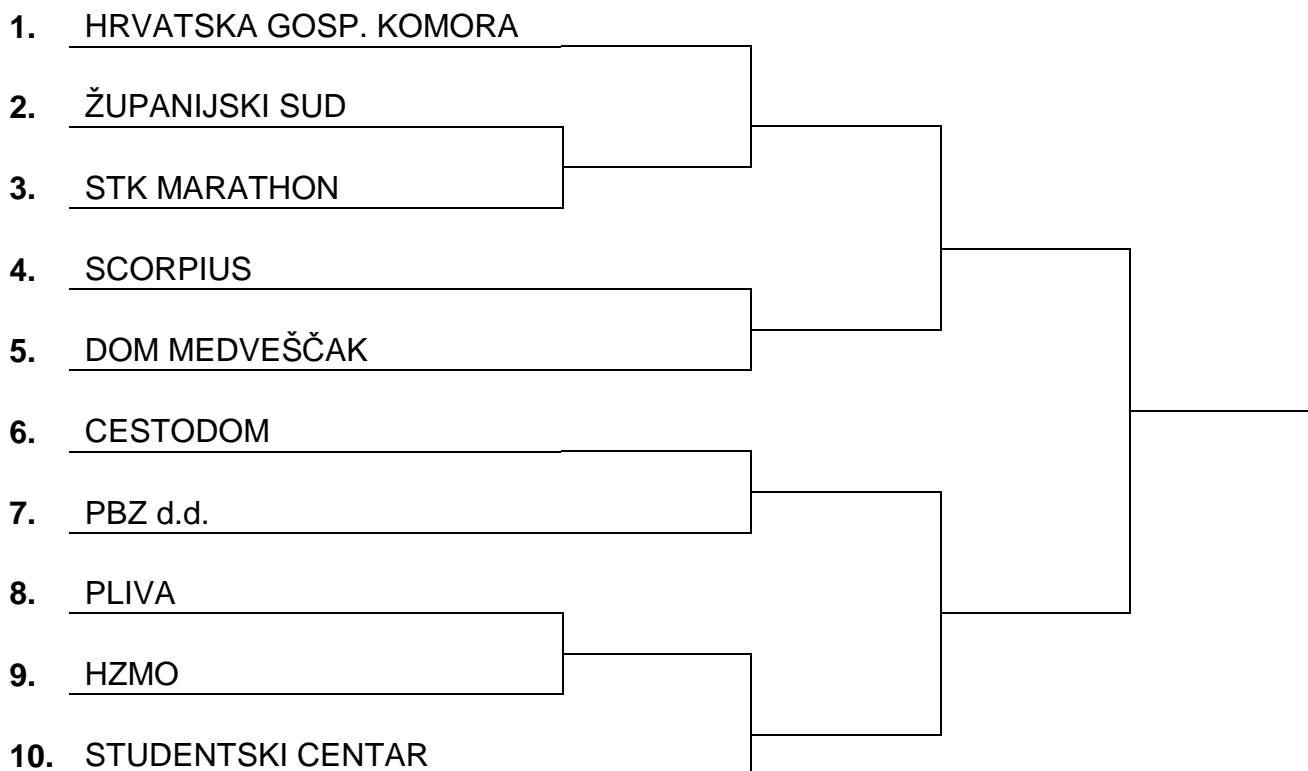 1. HRVATSKA GOSP. KOMORA
2. ŽUPANIJSKI SUD
3. STK MARATHON
4. SCORPIUS
5. DOM MEDVEŠČAK
6. CESTODOM
7. PBZ d.d.
8. PLIVA
9. HZMO
10. STUDENTSKI CENTAR